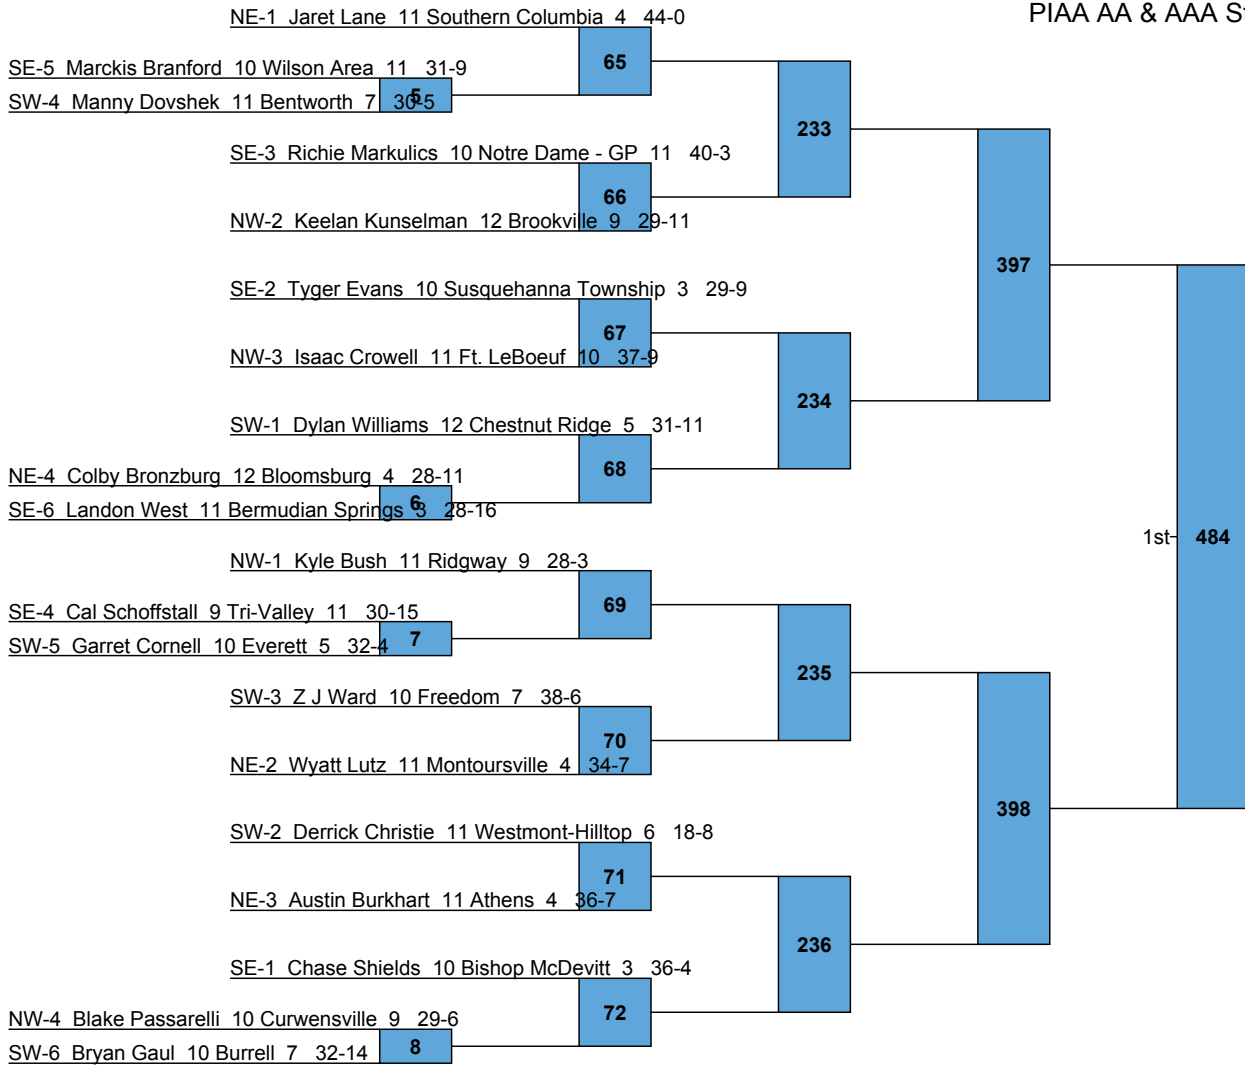 NE-1 Jaret Lane 11 Southern Columbia 4 44-0
PIAA AA & AAA St
65
SE-5 Marckis Branford 10 Wilson Area 11 31-9
5
SW-4 Manny Dovshek 11 Bentworth 7 30-5
233
SE-3 Richie Markulics 10 Notre Dame - GP 11 40-3
66
NW-2 Keelan Kunselman 12 Brookville 9 29-11
397
SE-2 Tyger Evans 10 Susquehanna Township 3 29-9
67
NW-3 Isaac Crowell 11 Ft. LeBoeuf 10 37-9
234
SW-1 Dylan Williams 12 Chestnut Ridge 5 31-11
68
NE-4 Colby Bronzburg 12 Bloomsburg 4 28-11
6
SE-6 Landon West 11 Bermudian Springs 3 28-16
1st
484
NW-1 Kyle Bush 11 Ridgway 9 28-3
69
SE-4 Cal Schoffstall 9 Tri-Valley 11 30-15
7
SW-5 Garret Cornell 10 Everett 5 32-4
235
SW-3 Z J Ward 10 Freedom 7 38-6
70
NE-2 Wyatt Lutz 11 Montoursville 4 34-7
398
SW-2 Derrick Christie 11 Westmont-Hilltop 6 18-8
71
NE-3 Austin Burkhart 11 Athens 4 36-7
236
SE-1 Chase Shields 10 Bishop McDevitt 3 36-4
72
NW-4 Blake Passarelli 10 Curwensville 9 29-6
8
SW-6 Bryan Gaul 10 Burrell 7 32-14